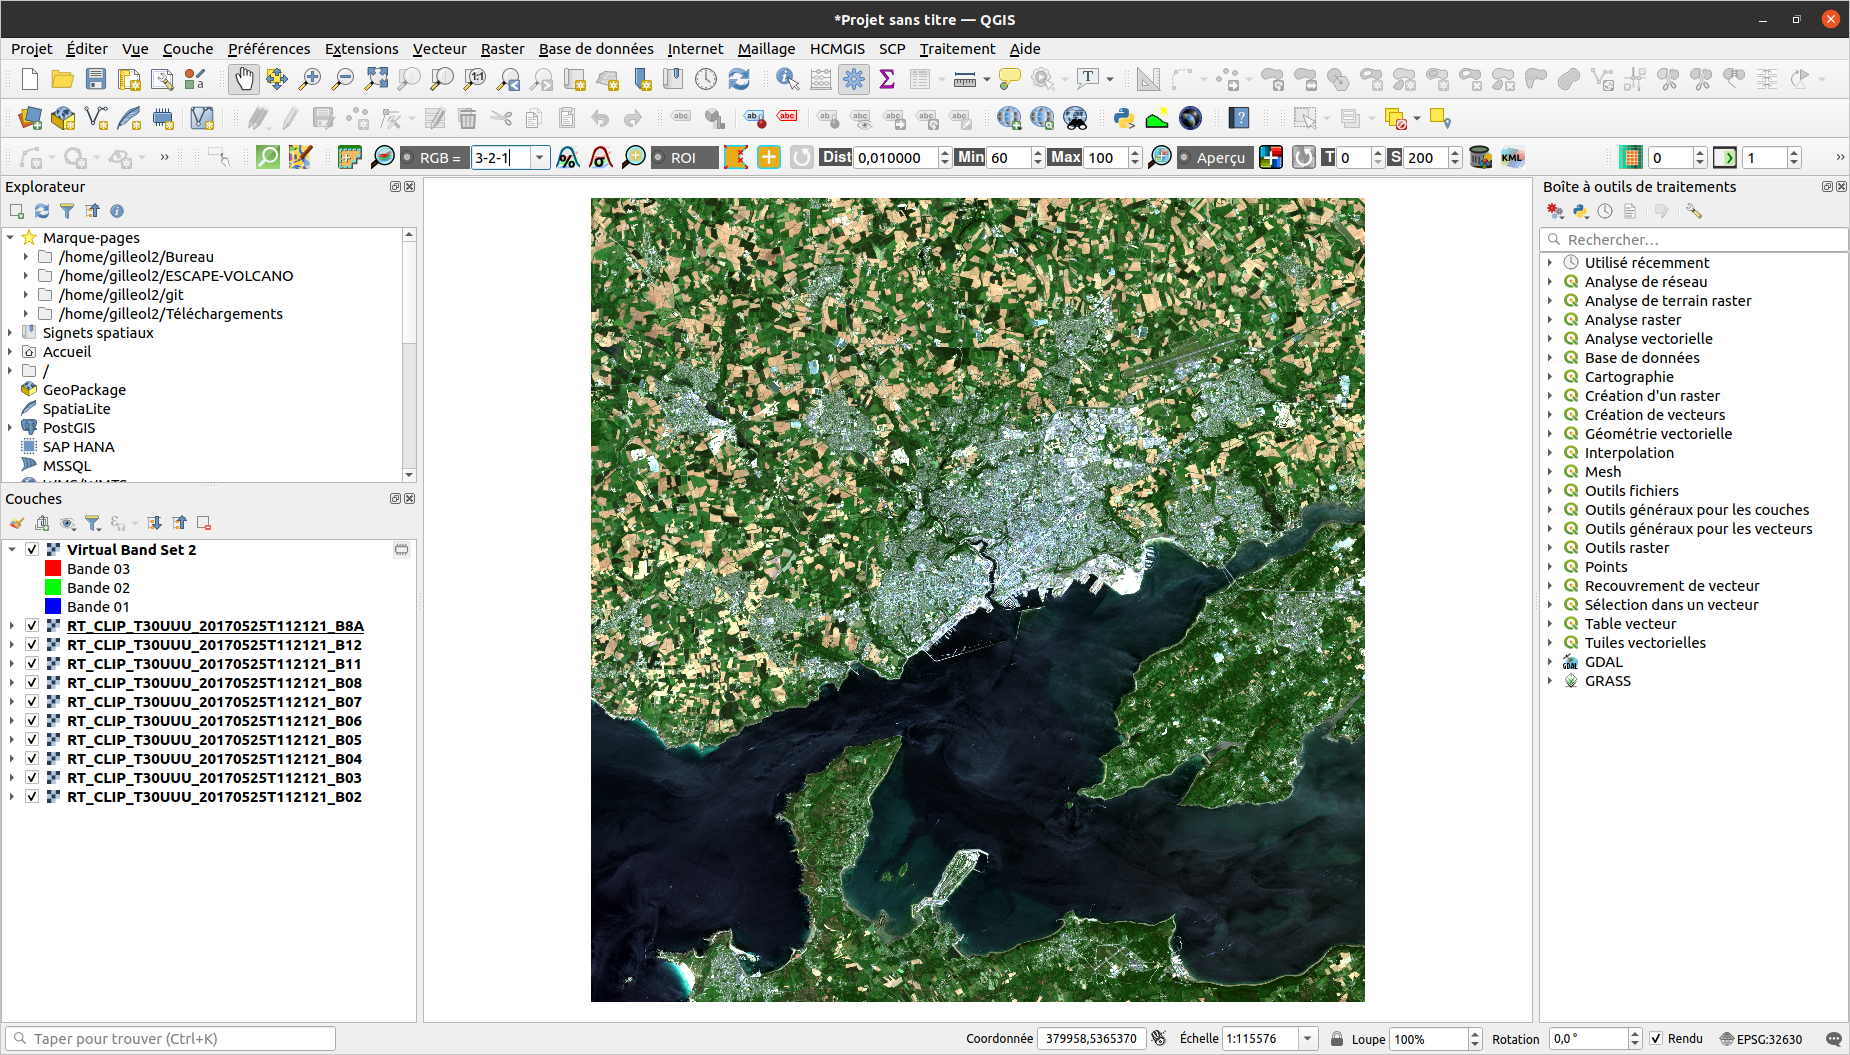 *Projet sans titre — QGIS
Projet Éditer Vue Couche Préférences Extensions Vecteur Raster Base de données Internet Maillage HCMGIS SCP Traitement Aide
RGB = 3-2-1 ROI Dist 0,010000 Min 60 Max 100 Aperçu T 0 S 200 KML 0 1
Explorateur
Marque-pages
/home/gilleol2/Bureau
/home/gilleol2/ESCAPE-VOLCANO
/home/gilleol2/git
/home/gilleol2/Téléchargements
Signets spatiaux
Accueil
/
GeoPackage
SpatiaLite
PostGIS
SAP HANA
MSSQL
Couches
Virtual Band Set 2
Bande 03
Bande 02
Bande 01
RT_CLIP_T30UUU_20170525T112121_B8A
RT_CLIP_T30UUU_20170525T112121_B12
RT_CLIP_T30UUU_20170525T112121_B11
RT_CLIP_T30UUU_20170525T112121_B08
RT_CLIP_T30UUU_20170525T112121_B07
RT_CLIP_T30UUU_20170525T112121_B06
RT_CLIP_T30UUU_20170525T112121_B05
RT_CLIP_T30UUU_20170525T112121_B04
RT_CLIP_T30UUU_20170525T112121_B03
RT_CLIP_T30UUU_20170525T112121_B02
Boîte à outils de traitements
Rechercher…
Utilisé récemment
Analyse de réseau
Analyse de terrain raster
Analyse raster
Analyse vectorielle
Base de données
Cartographie
Création d'un raster
Création de vecteurs
Géométrie vectorielle
Interpolation
Mesh
Outils fichiers
Outils généraux pour les couches
Outils généraux pour les vecteurs
Outils raster
Points
Recouvrement de vecteur
Sélection dans un vecteur
Table vecteur
Tuiles vectorielles
GDAL
GRASS
Taper pour trouver (Ctrl+K)
Coordonnée 379958,5365370 Échelle 1:115576 Loupe 100% Rotation 0,0 ° Rendu EPSG:32630